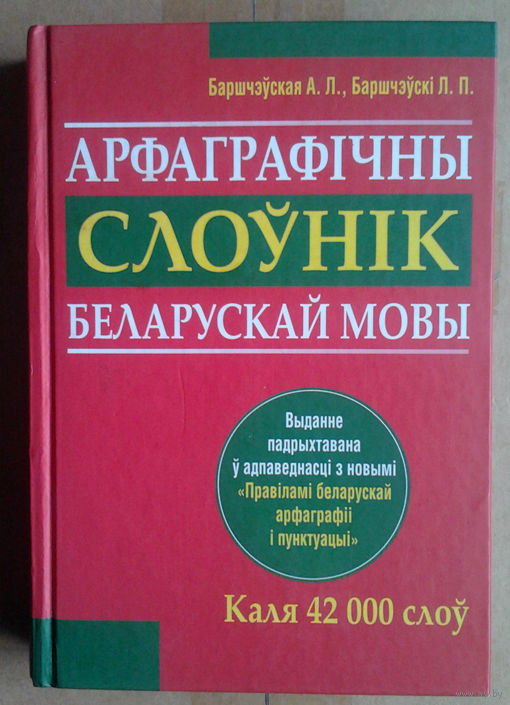 Баршчэўская А. Л., Баршчэўскі Л. П.
АРФАГРАФІЧНЫ
СЛОЎНІК
БЕЛАРУСКАЙ МОВЫ
Выданне
падрыхтавана
ў адпаведнасці з новымі
«Правіламі беларускай
арфаграфіі
і пунктуацыі»
Каля 42 000 слоў